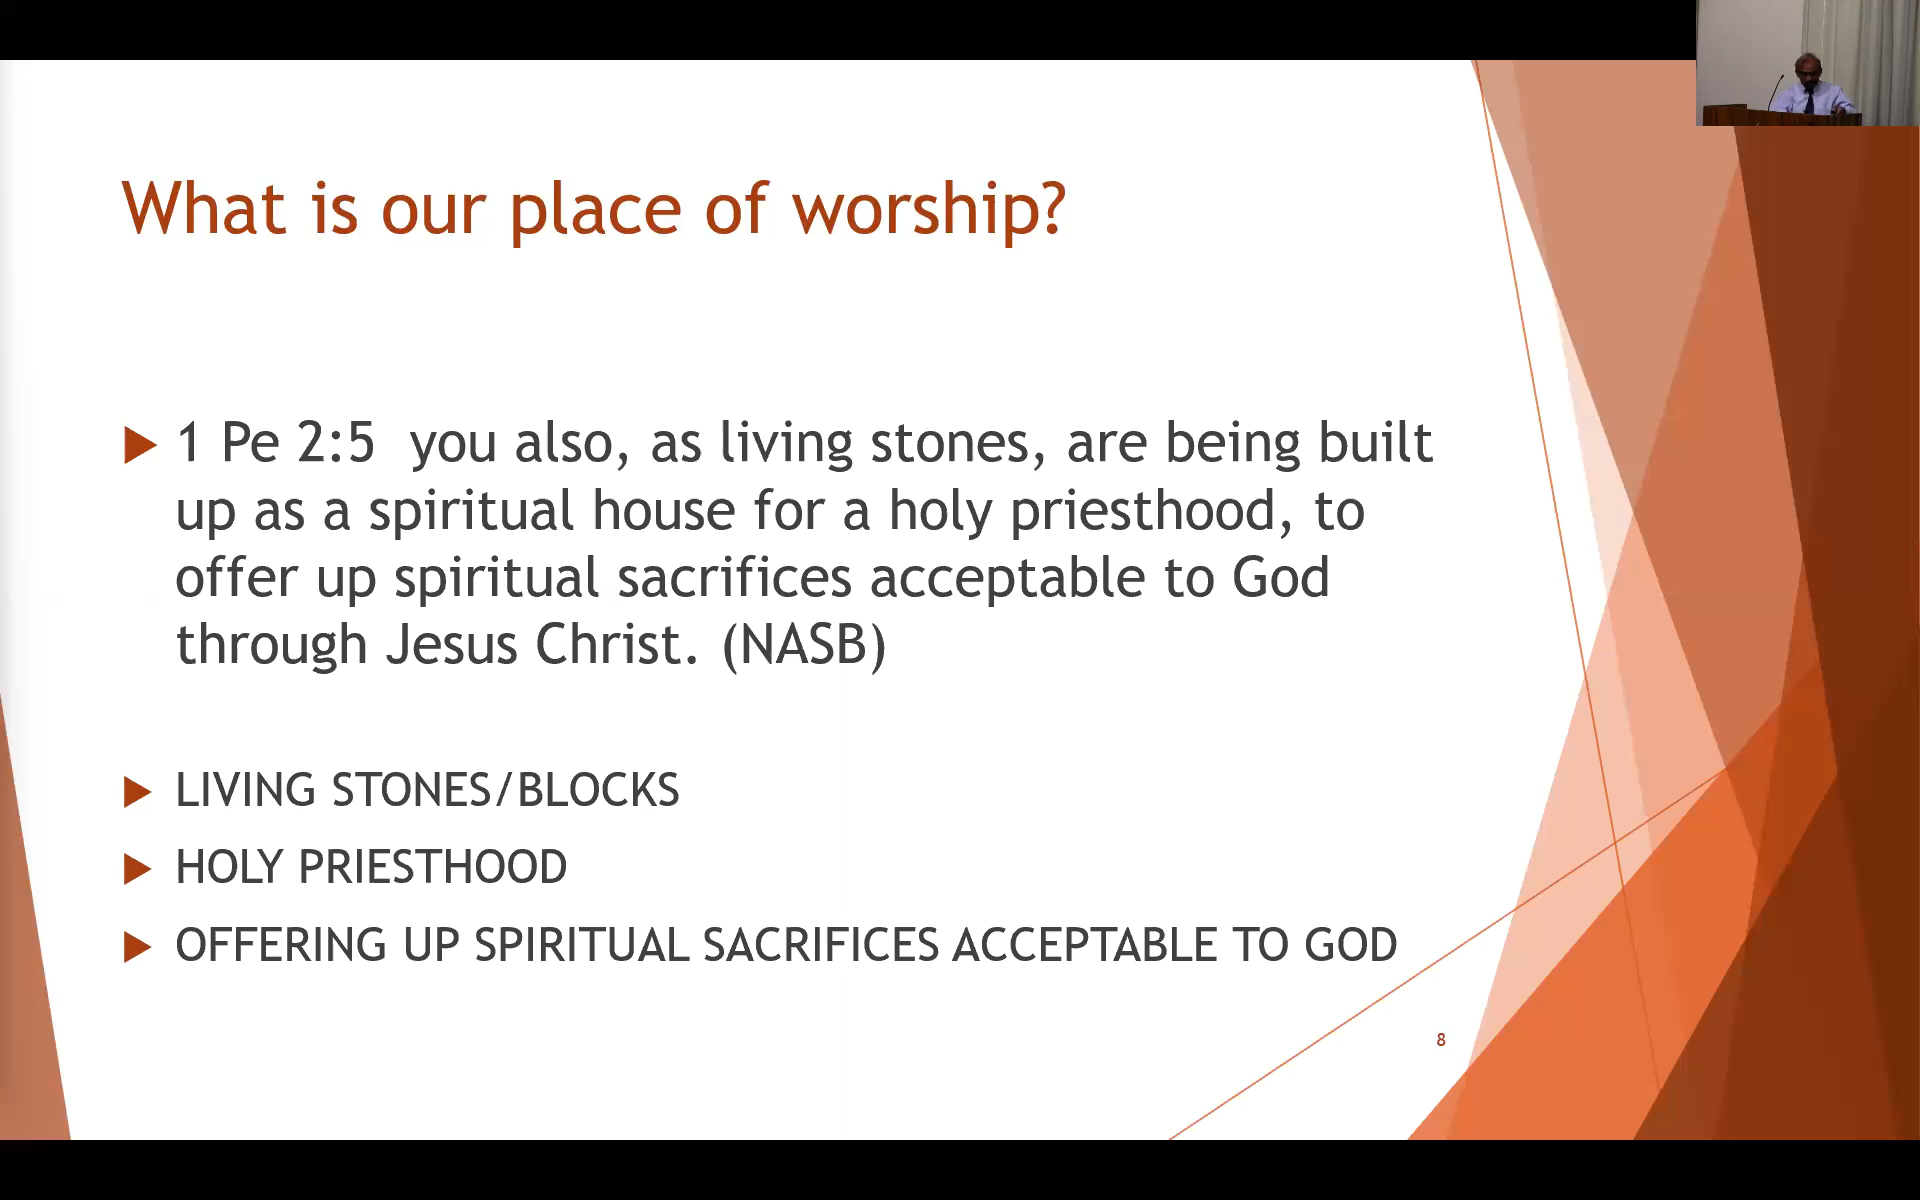 What is our place of worship?
1 Pe 2:5  you also, as living stones, are being built
up as a spiritual house for a holy priesthood, to
offer up spiritual sacrifices acceptable to God
through Jesus Christ. (NASB)
LIVING STONES/BLOCKS
HOLY PRIESTHOOD
OFFERING UP SPIRITUAL SACRIFICES ACCEPTABLE TO GOD
8